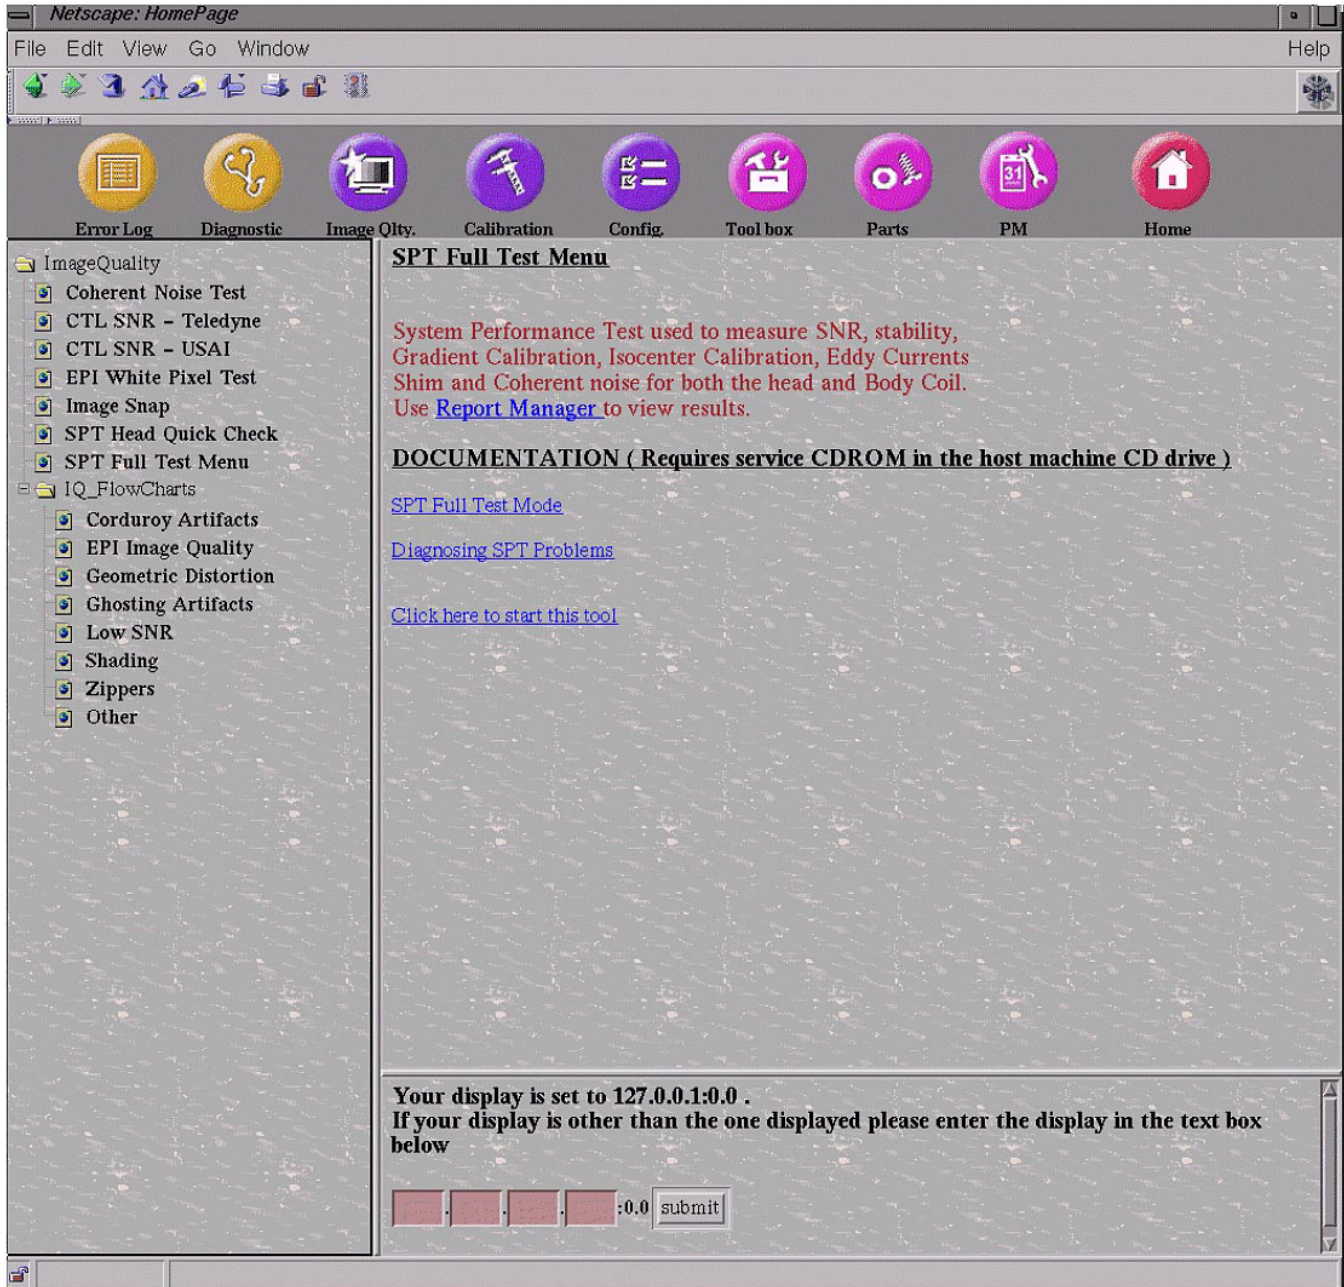 Netscape: HomePage
File Edit View Go Window Help
Error Log Diagnostic Image Qlty. Calibration Config. Tool box Parts PM Home
31
ImageQuality
Coherent Noise Test
CTL SNR – Teledyne
CTL SNR – USAI
EPI White Pixel Test
Image Snap
SPT Head Quick Check
SPT Full Test Menu
IQ_FlowCharts
Corduroy Artifacts
EPI Image Quality
Geometric Distortion
Ghosting Artifacts
Low SNR
Shading
Zippers
Other
SPT Full Test Menu
System Performance Test used to measure SNR, stability,
Gradient Calibration, Isocenter Calibration, Eddy Currents
Shim and Coherent noise for both the head and Body Coil.
Use Report Manager to view results.
DOCUMENTATION ( Requires service CDROM in the host machine CD drive )
SPT Full Test Mode
Diagnosing SPT Problems
Click here to start this tool
Your display is set to 127.0.0.1:0.0 .
If your display is other than the one displayed please enter the display in the text box
below
. . . :0.0 submit